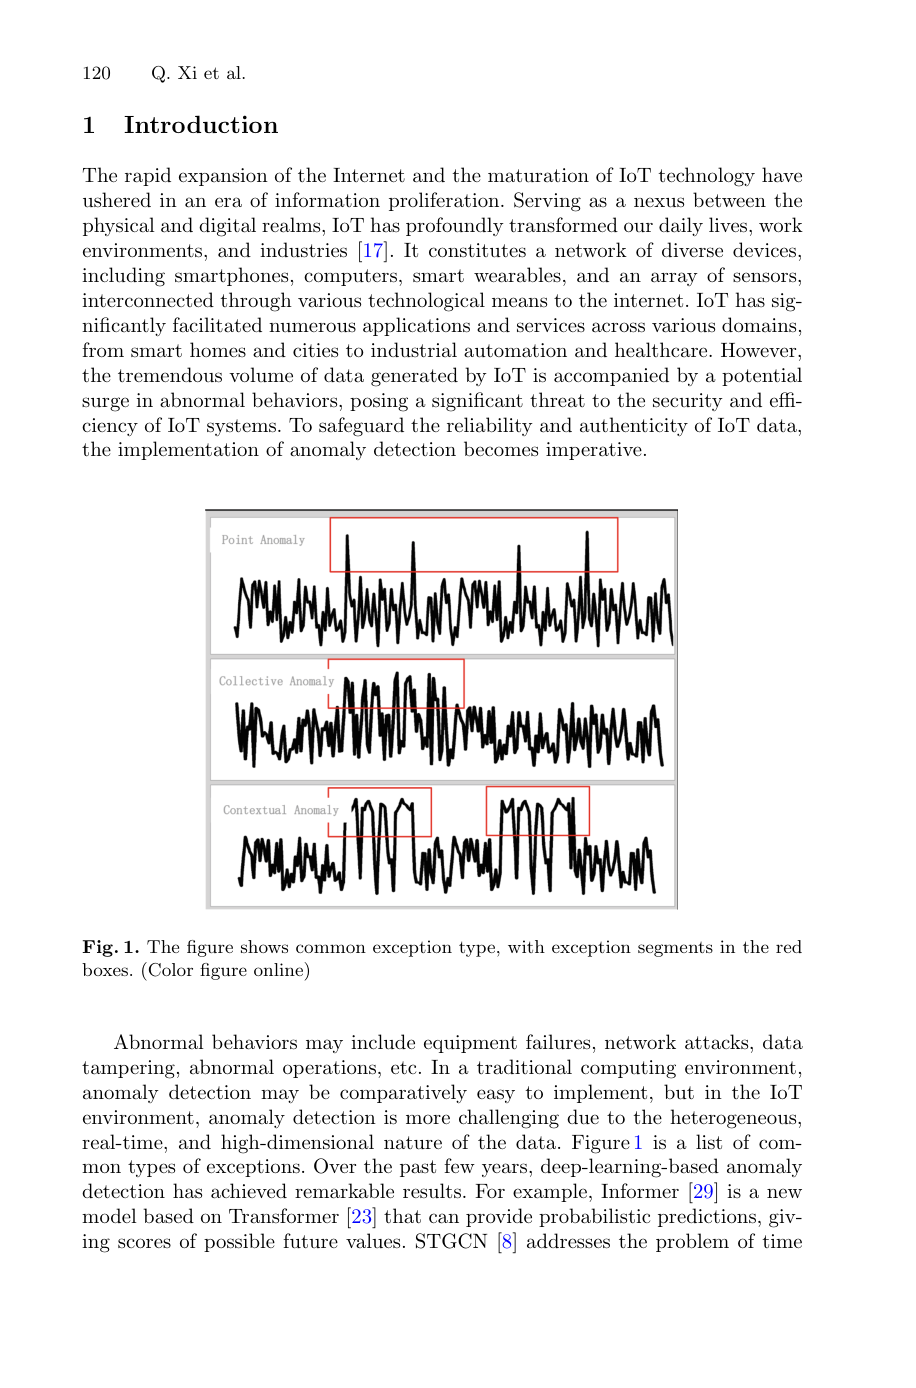 120 Q. Xi et al.
1 Introduction
The rapid expansion of the Internet and the maturation of IoT technology have
ushered in an era of information proliferation. Serving as a nexus between the
physical and digital realms, IoT has profoundly transformed our daily lives, work
environments, and industries [17]. It constitutes a network of diverse devices,
including smartphones, computers, smart wearables, and an array of sensors,
interconnected through various technological means to the internet. IoT has sig-
nificantly facilitated numerous applications and services across various domains,
from smart homes and cities to industrial automation and healthcare. However,
the tremendous volume of data generated by IoT is accompanied by a potential
surge in abnormal behaviors, posing a significant threat to the security and effi-
ciency of IoT systems. To safeguard the reliability and authenticity of IoT data,
the implementation of anomaly detection becomes imperative.
Point Anomaly
Collective Anomaly
Contextual Anomaly
Fig. 1. The figure shows common exception type, with exception segments in the red
boxes. (Color figure online)
Abnormal behaviors may include equipment failures, network attacks, data
tampering, abnormal operations, etc. In a traditional computing environment,
anomaly detection may be comparatively easy to implement, but in the IoT
environment, anomaly detection is more challenging due to the heterogeneous,
real-time, and high-dimensional nature of the data. Figure 1 is a list of com-
mon types of exceptions. Over the past few years, deep-learning-based anomaly
detection has achieved remarkable results. For example, Informer [29] is a new
model based on Transformer [23] that can provide probabilistic predictions, giv-
ing scores of possible future values. STGCN [8] addresses the problem of time